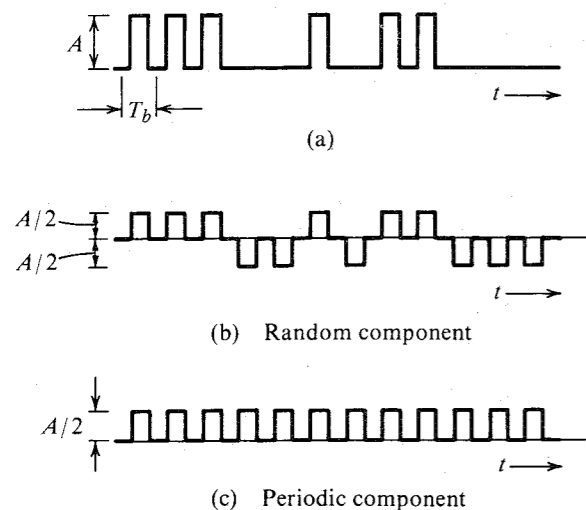 A
T_b
t
(a)
A/2
A/2
t
(b) Random component
A/2
t
(c) Periodic component